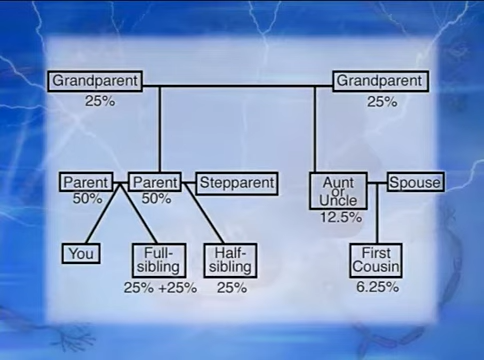 Grandparent
Grandparent
25%
25%
Parent
Parent
Stepparent
Aunt
or
Uncle
Spouse
50%
50%
12.5%
You
Full-
sibling
Half-
sibling
First
Cousin
25% +25%
25%
6.25%